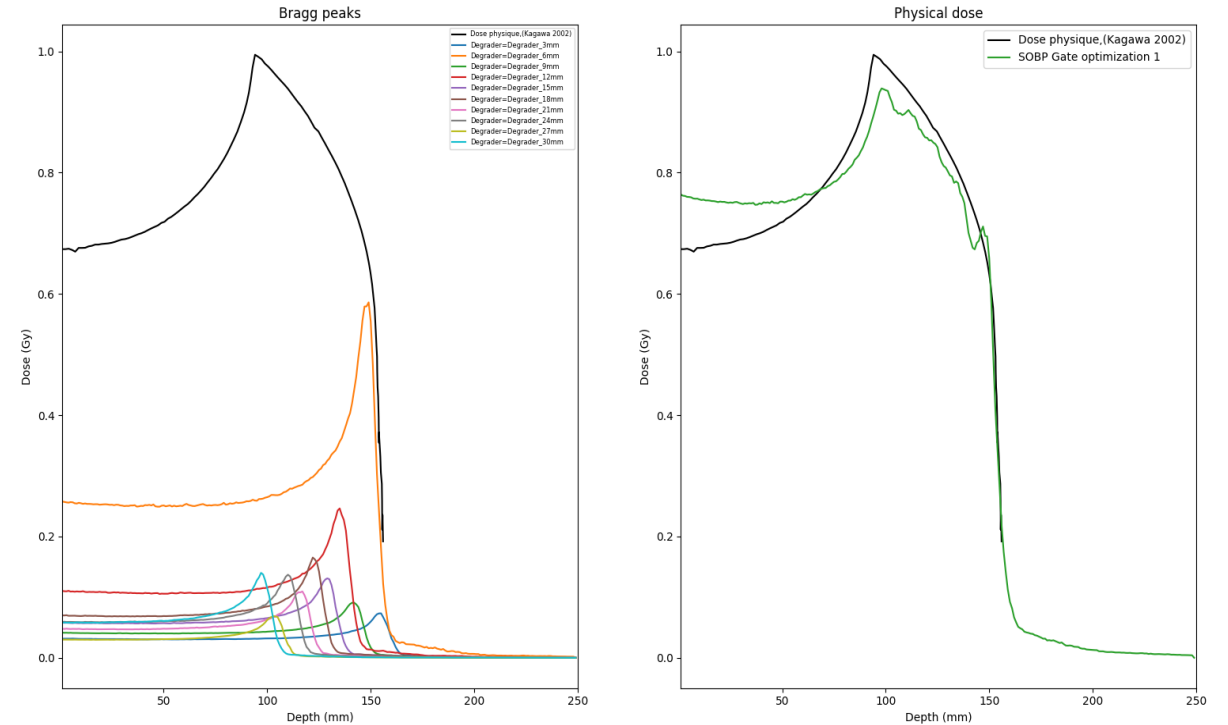 Bragg peaks
Dose physique,(Kagawa 2002)
Degrader=Degrader_3mm
Degrader=Degrader_6mm
Degrader=Degrader_9mm
Degrader=Degrader_12mm
Degrader=Degrader_15mm
Degrader=Degrader_18mm
Degrader=Degrader_21mm
Degrader=Degrader_24mm
Degrader=Degrader_27mm
Degrader=Degrader_30mm
1.0
0.8
0.6
0.4
0.2
0.0
Dose (Gy)
50 100 150 200 250
Depth (mm)
Physical dose
Dose physique,(Kagawa 2002)
SOBP Gate optimization 1
1.0
0.8
0.6
0.4
0.2
0.0
Dose (Gy)
50 100 150 200 250
Depth (mm)